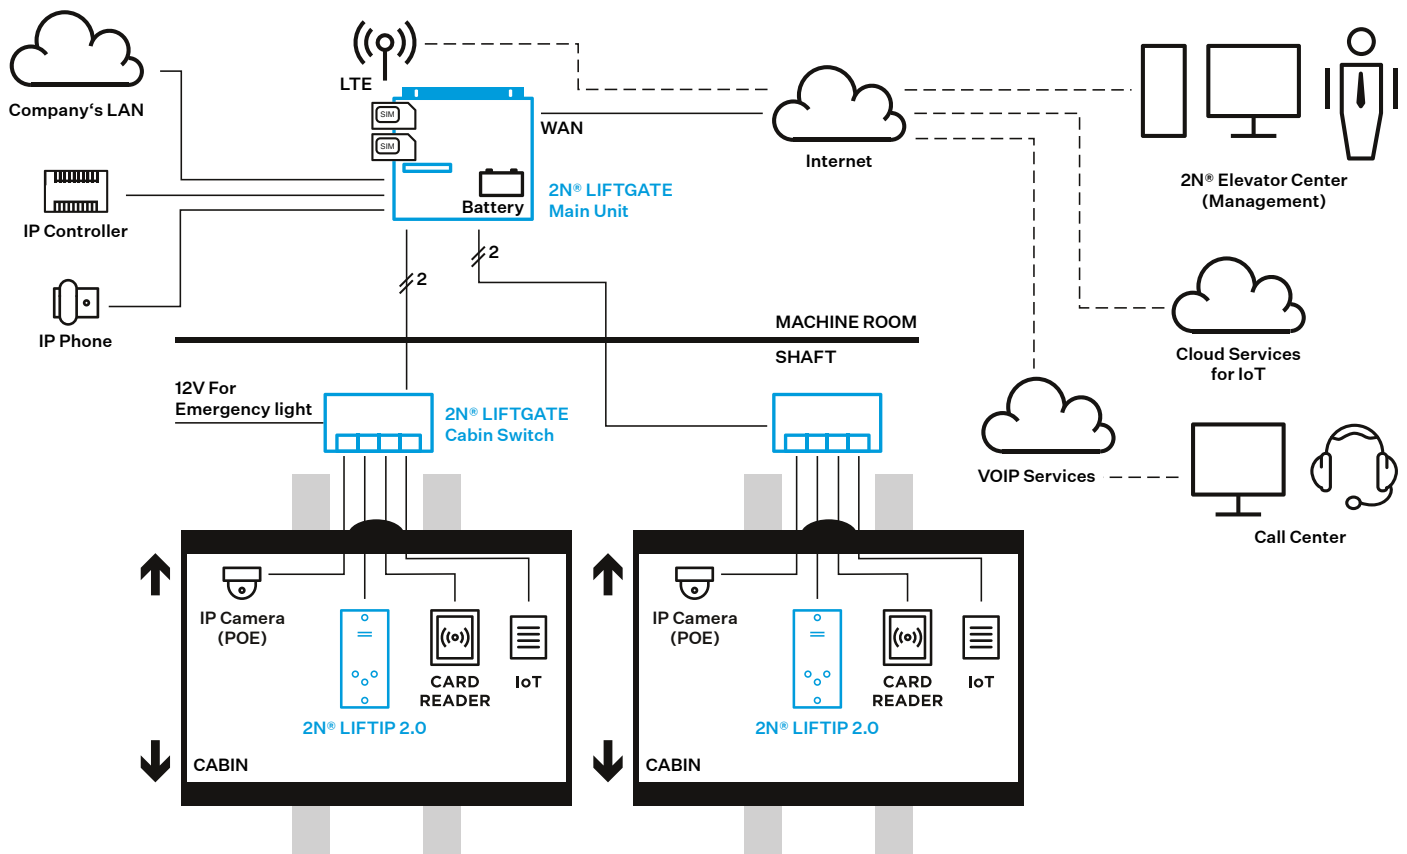 LTE
Company's LAN
SIM
SIM
WAN
Internet
2N® LIFTGATE
Main Unit
Battery
2N® Elevator Center
(Management)
IP Controller
2
2
IP Phone
MACHINE ROOM
SHAFT
Cloud Services
for IoT
12V For
Emergency light
2N® LIFTGATE
Cabin Switch
VOIP Services
Call Center
IP Camera
(POE)
CARD
READER
IoT
2N® LIFTIP 2.0
CABIN
IP Camera
(POE)
CARD
READER
IoT
2N® LIFTIP 2.0
CABIN